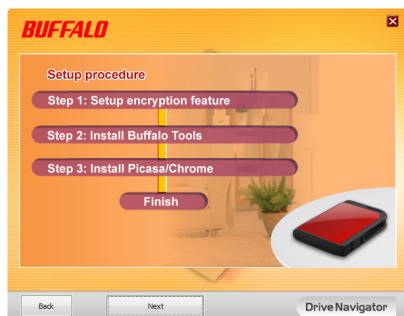 BUFFALO
Setup procedure
Step 1: Setup encryption feature
Step 2: Install Buffalo Tools
Step 3: Install Picasa/Chrome
Finish
Back
Next
DriveNavigator